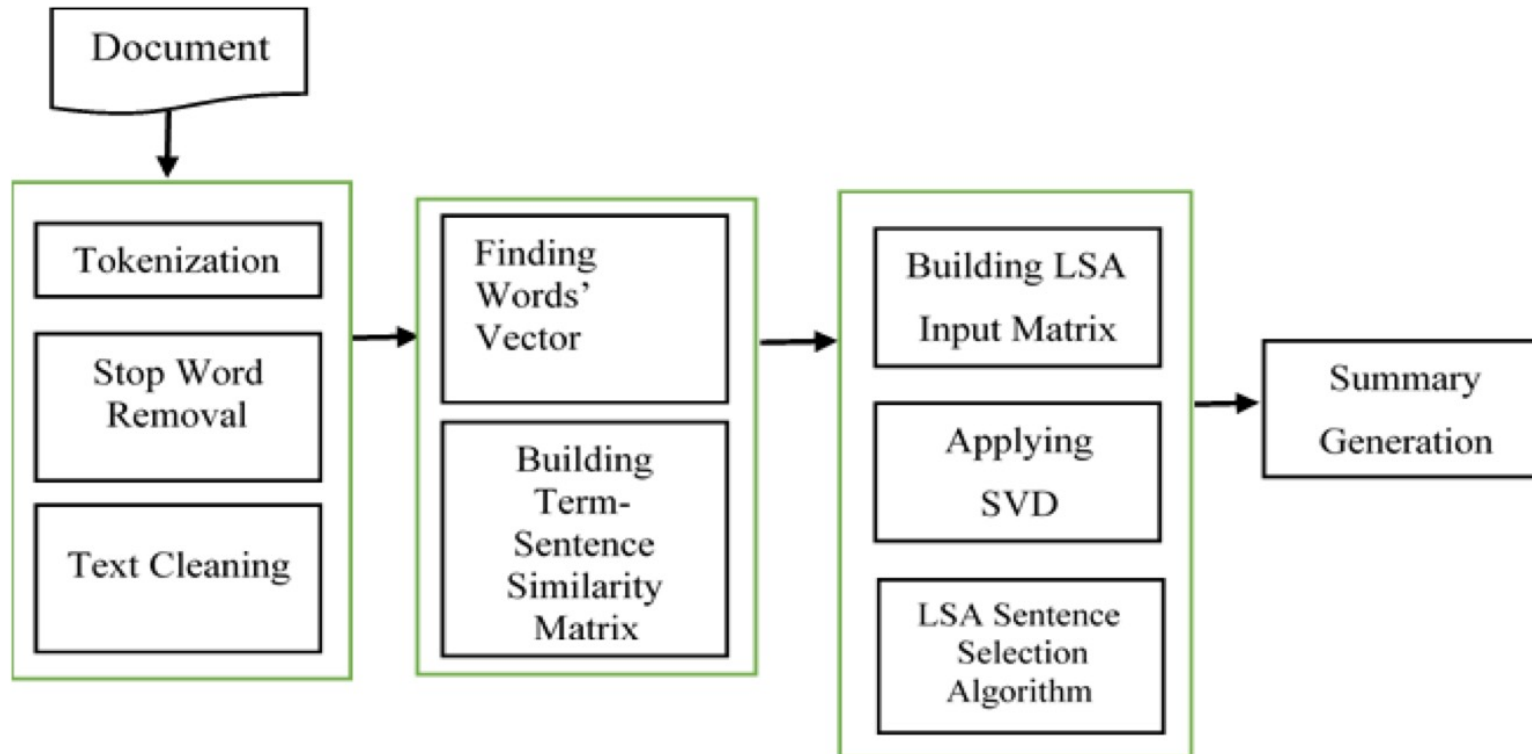 Document
Tokenization
Stop Word
Removal
Text Cleaning
Finding
Words’
Vector
Building
Term-
Sentence
Similarity
Matrix
Building LSA
Input Matrix
Applying
SVD
LSA Sentence
Selection
Algorithm
Summary
Generation